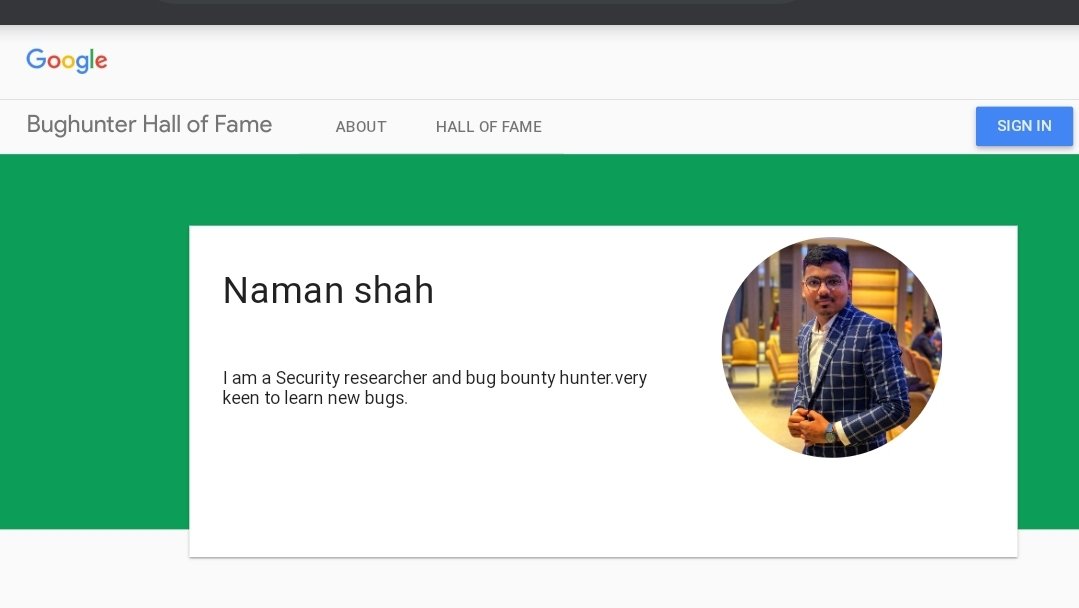 Google
Bughunter Hall of Fame
ABOUT
HALL OF FAME
SIGN IN
Naman shah
I am a Security researcher and bug bounty hunter.very
keen to learn new bugs.